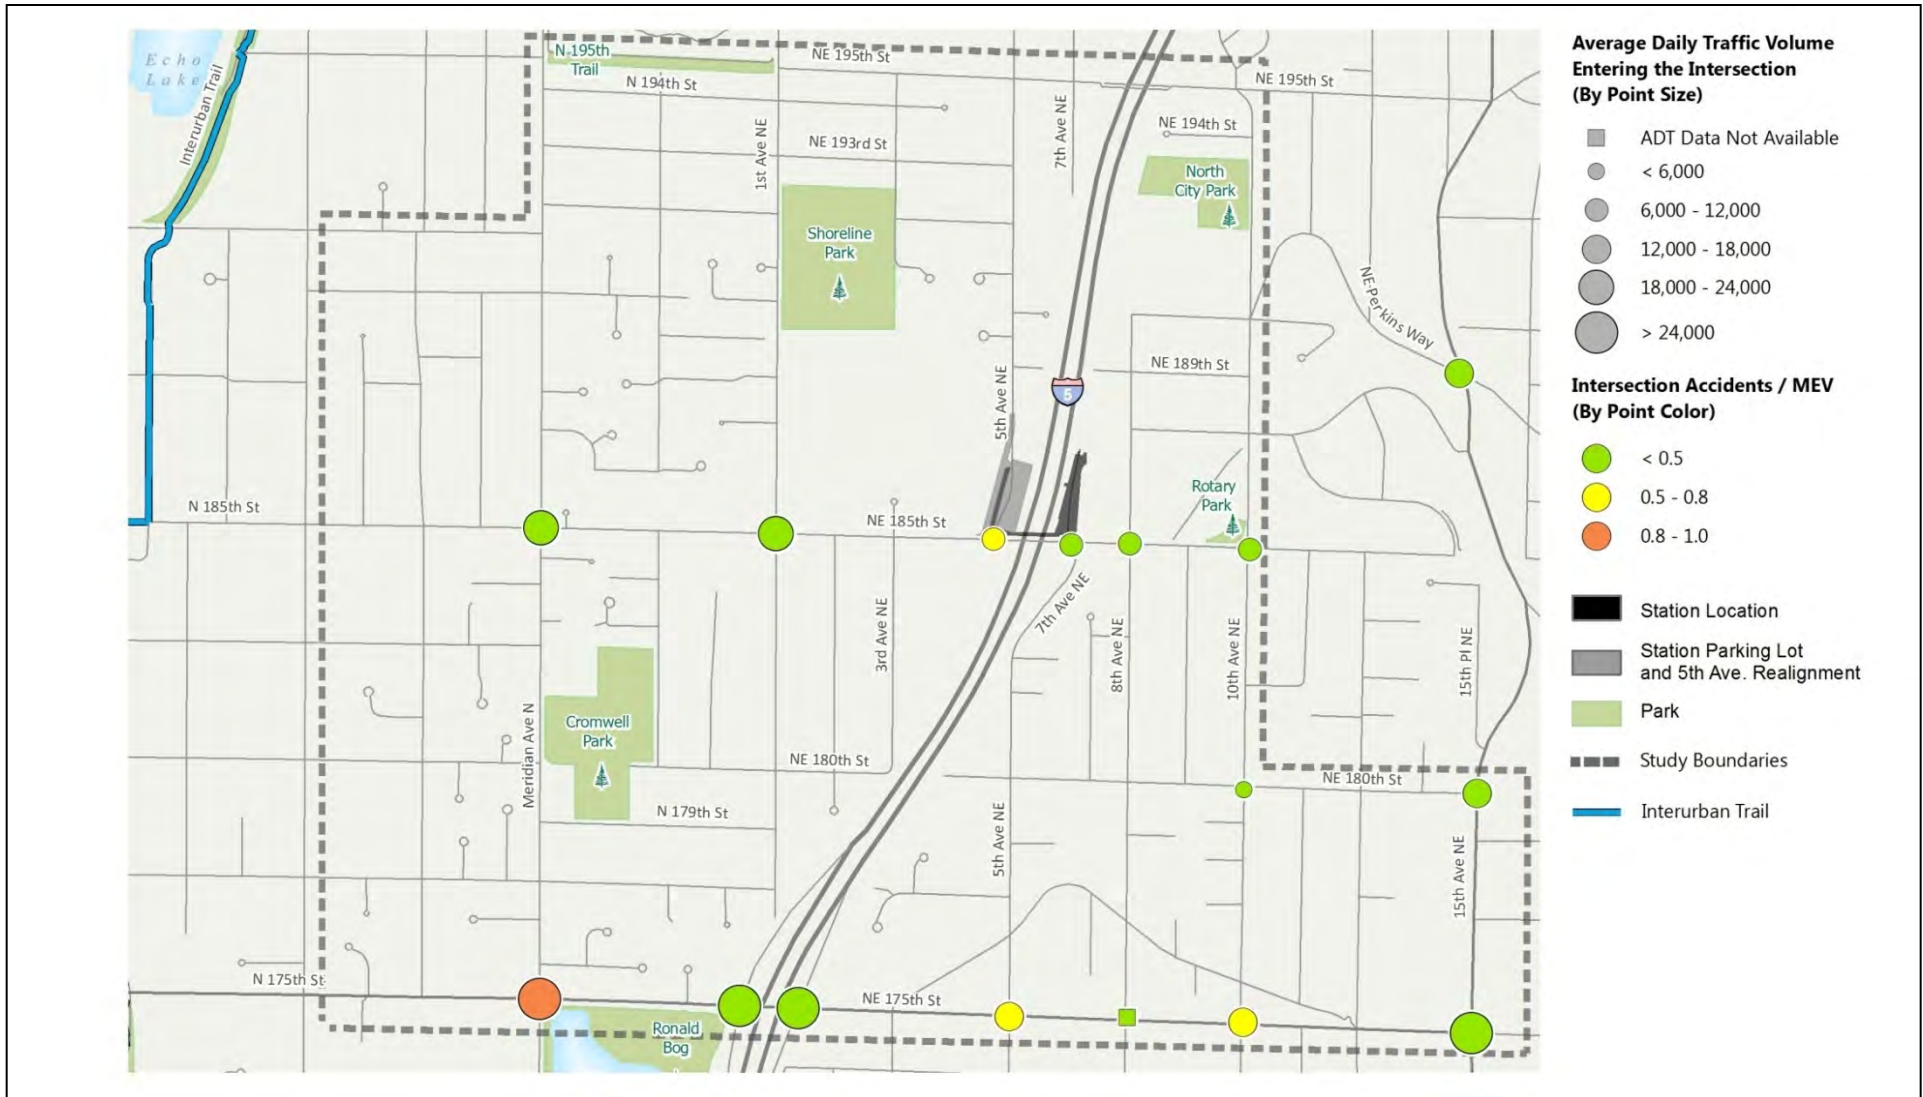 Echo
Lake
Interurban Trail
N 195th
Trail
NE 195th St
NE 195th St
N 194th St
1st Ave NE
NE 193rd St
7th Ave NE
NE 194th St
North
City Park
Shoreline
Park
NE Perkins Way
NE 189th St
5
5th Ave NE
Rotary
Park
N 185th St
NE 185th St
7th Ave NE
3rd Ave NE
8th Ave NE
10th Ave NE
15th Pl NE
Meridian Ave N
Cromwell
Park
NE 180th St
NE 180th St
N 179th St
5th Ave NE
15th Ave NE
N 175th St
NE 175th St
Ronald
Bog
Average Daily Traffic Volume
Entering the Intersection
(By Point Size)
ADT Data Not Available
< 6,000
6,000 - 12,000
12,000 - 18,000
18,000 - 24,000
> 24,000
Intersection Accidents / MEV
(By Point Color)
< 0.5
0.5 - 0.8
0.8 - 1.0
Station Location
Station Parking Lot
and 5th Ave. Realignment
Park
Study Boundaries
Interurban Trail